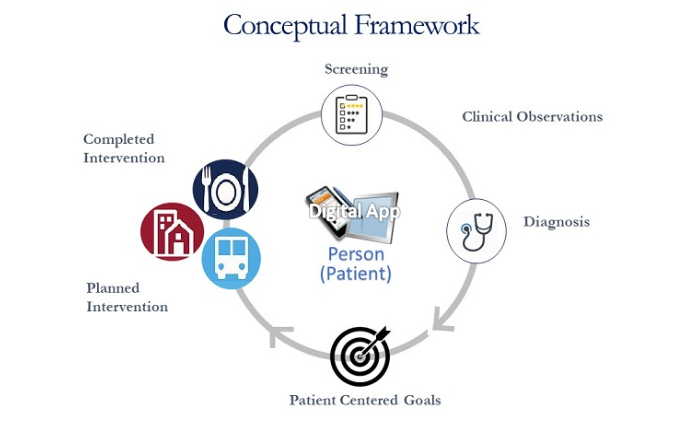 Conceptual Framework
Screening
Clinical Observations
Completed
Intervention
Digital App
Diagnosis
Person
(Patient)
Planned
Intervention
Patient Centered Goals